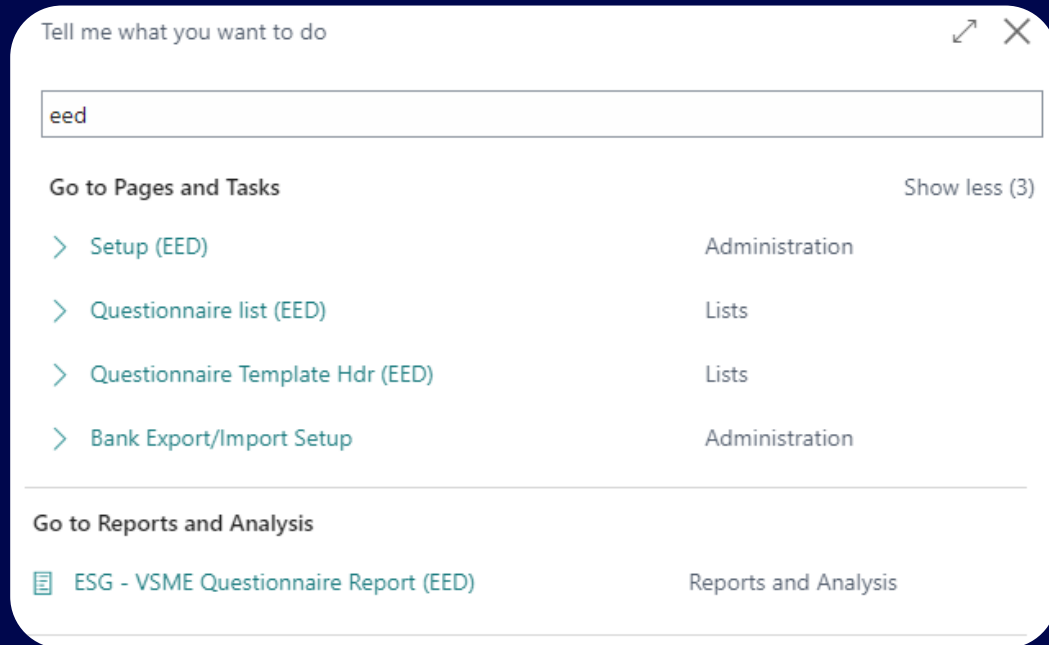 Tell me what you want to do
eed
Go to Pages and Tasks Show less (3)
Setup (EED) Administration
Questionnaire list (EED) Lists
Questionnaire Template Hdr (EED) Lists
Bank Export/Import Setup Administration
Go to Reports and Analysis
ESG - VSME Questionnaire Report (EED) Reports and Analysis